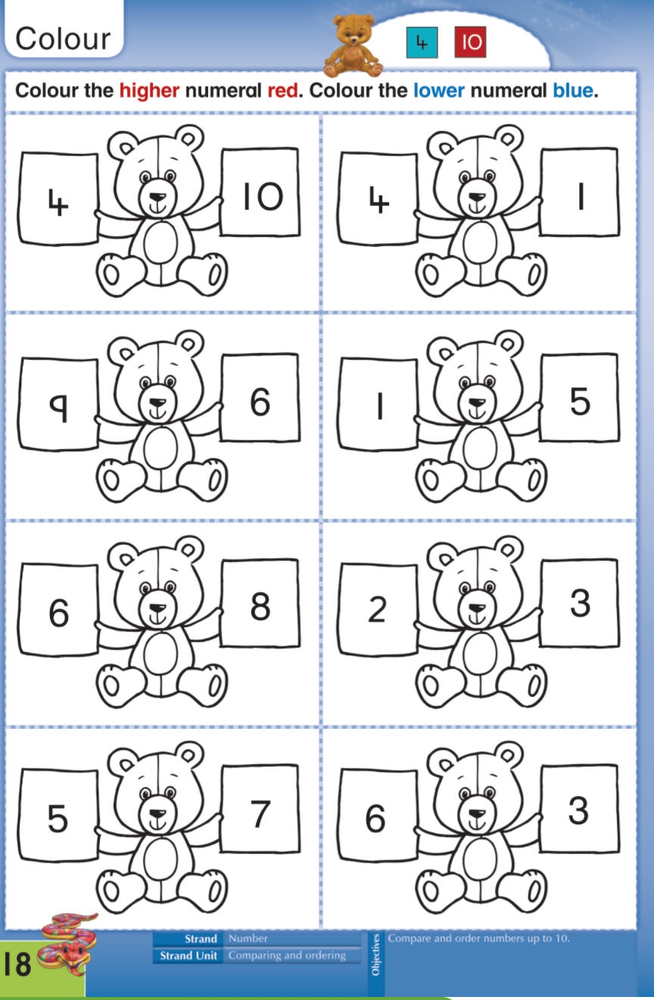 Colour
4 10
Colour the higher numeral red. Colour the lower numeral blue.
4 10
4 1
9 6
1 5
6 8
2 3
5 7
6 3
18
Strand Number
Strand Unit Comparing and ordering
Objectives
Compare and order numbers up to 10.